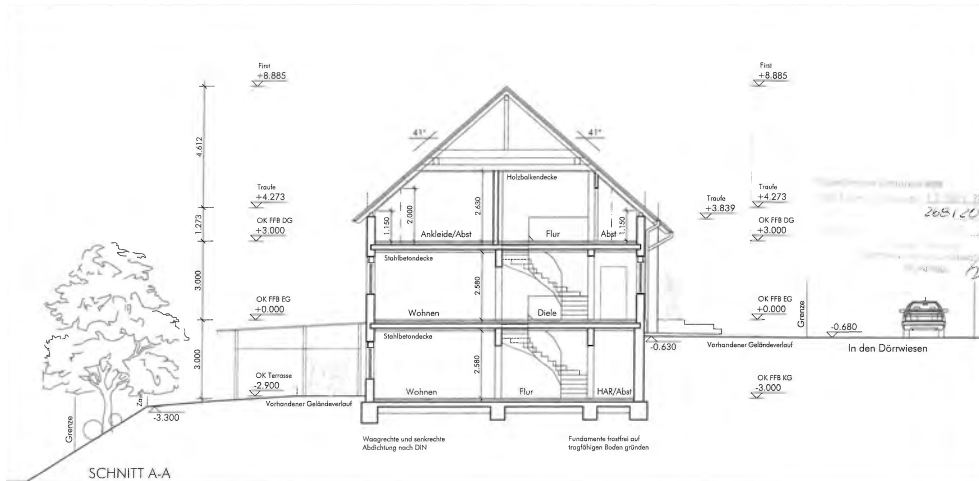 First
+8.885
First
+8.885
41°
41°
4.612
Holzbalkendecke
Traufe
+4.273
Traufe
+4.273
+3.839
2.000
2.630
1.150
1.150
1.273
OK FFB DG
+3.000
Ankleide/Abst
Flur
Abst
OK FFB DG
+3.000
Stahlbetondecke
3.000
2.580
OK FFB EG
+0.000
Wohnen
Diele
OK FFB EG
+0.000
Grenze
-0.680
Stahlbetondecke
-0.630
Vorhandener Geländeverlauf
In den Dörrwiesen
3.000
2.580
OK Terrasse
-2.900
Wohnen
Flur
HAR/Abst
OK FFB KG
-3.000
Vorhandener Geländeverlauf
-3.300
Grenze
Waagrechte und senkrechte
Abdichtung nach DIN
Fundamente frostfrei auf
tragfähigen Boden gründen
SCHNITT A-A